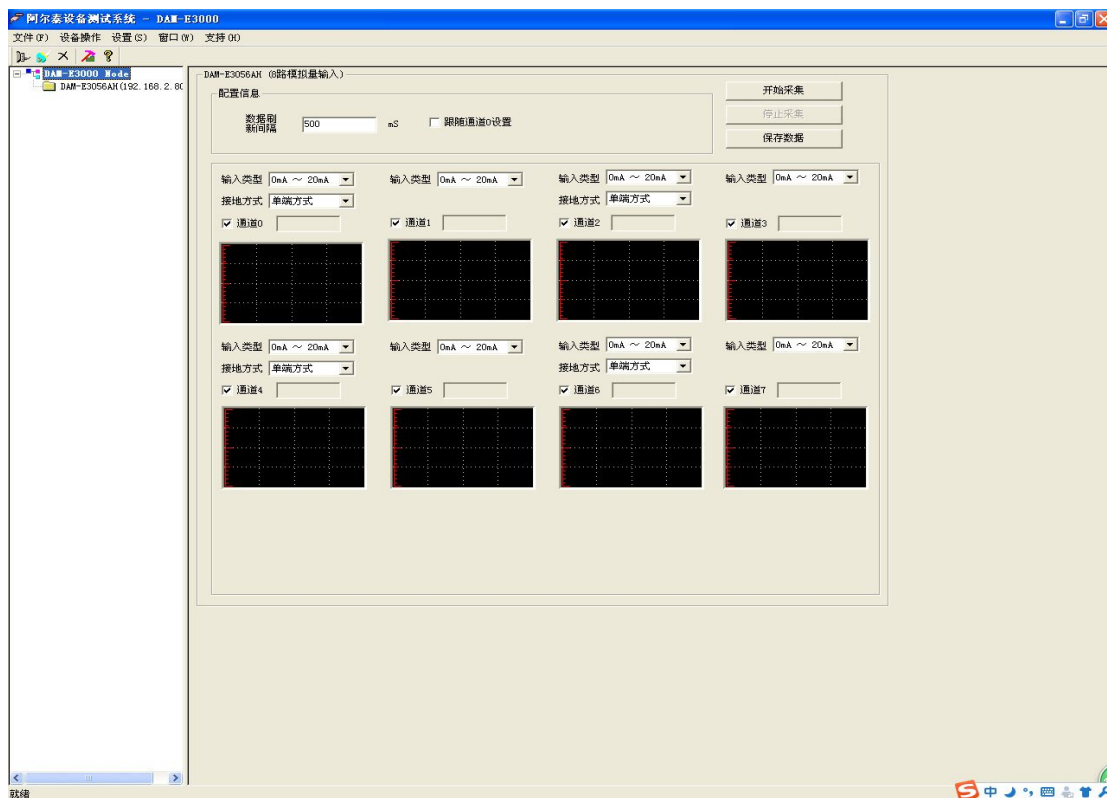 阿尔泰设备测试系统 - DAM-E3000
文件(F) 设备操作 设置(S) 窗口(W) 支持(H)
DAM-E3000 Node
DAM-E3056AH(192.168.2.80
DAM-E3056AH (8路模拟量输入)
配置信息
数据刷
新间隔 500 mS 跟随通道0设置
开始采集
停止采集
保存数据
输入类型 0mA ~ 20mA 输入类型 0mA ~ 20mA 输入类型 0mA ~ 20mA 输入类型 0mA ~ 20mA
接地方式 单端方式 接地方式 单端方式
通道0 通道1 通道2 通道3
输入类型 0mA ~ 20mA 输入类型 0mA ~ 20mA 输入类型 0mA ~ 20mA 输入类型 0mA ~ 20mA
接地方式 单端方式 接地方式 单端方式
通道4 通道5 通道6 通道7
就绪
中